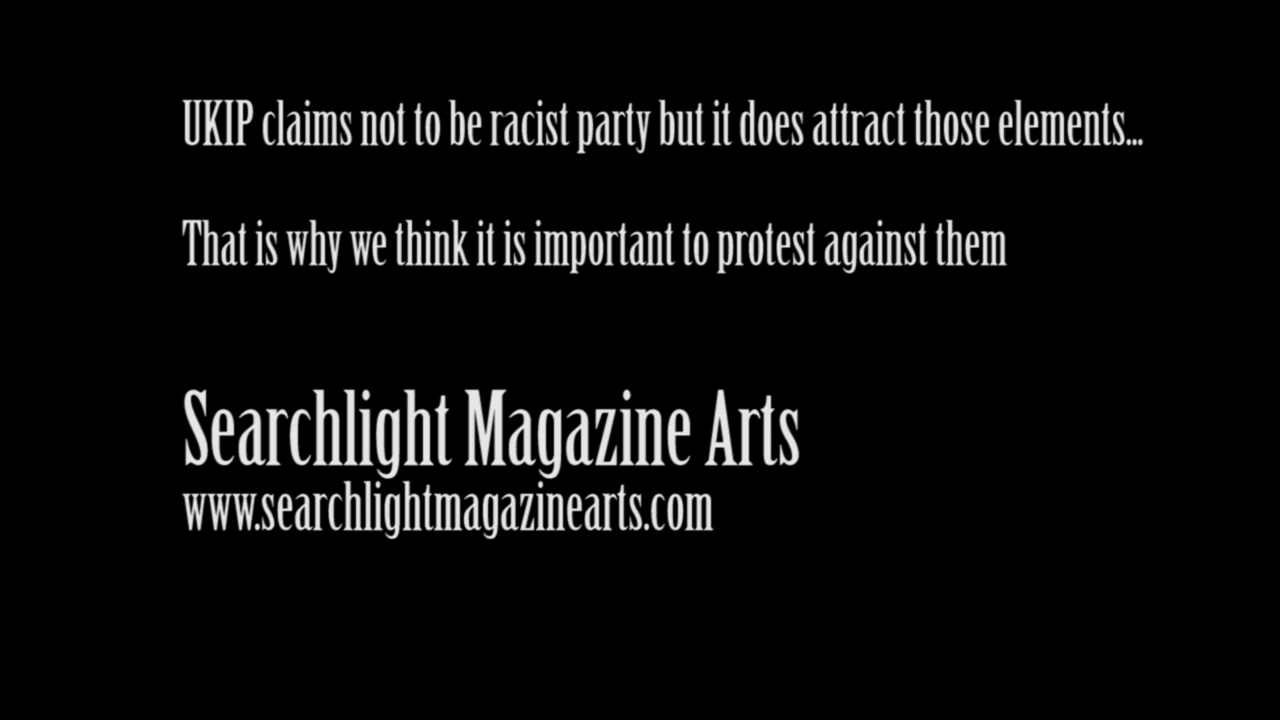 UKIP claims not to be racist party but it does attract those elements...
That is why we think it is important to protest against them
Searchlight Magazine Arts
www.searchlightmagazinearts.com